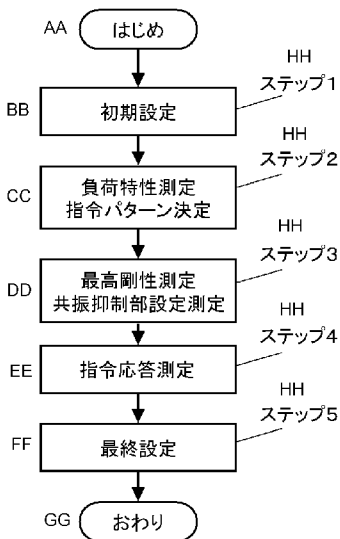 AA はじめ
HH
ステップ1
BB 初期設定
HH
ステップ2
CC 負荷特性測定
指令パターン決定
HH
ステップ3
DD 最高剛性測定
共振抑制部設定測定
HH
ステップ4
EE 指令応答測定
HH
ステップ5
FF 最終設定
GG おわり